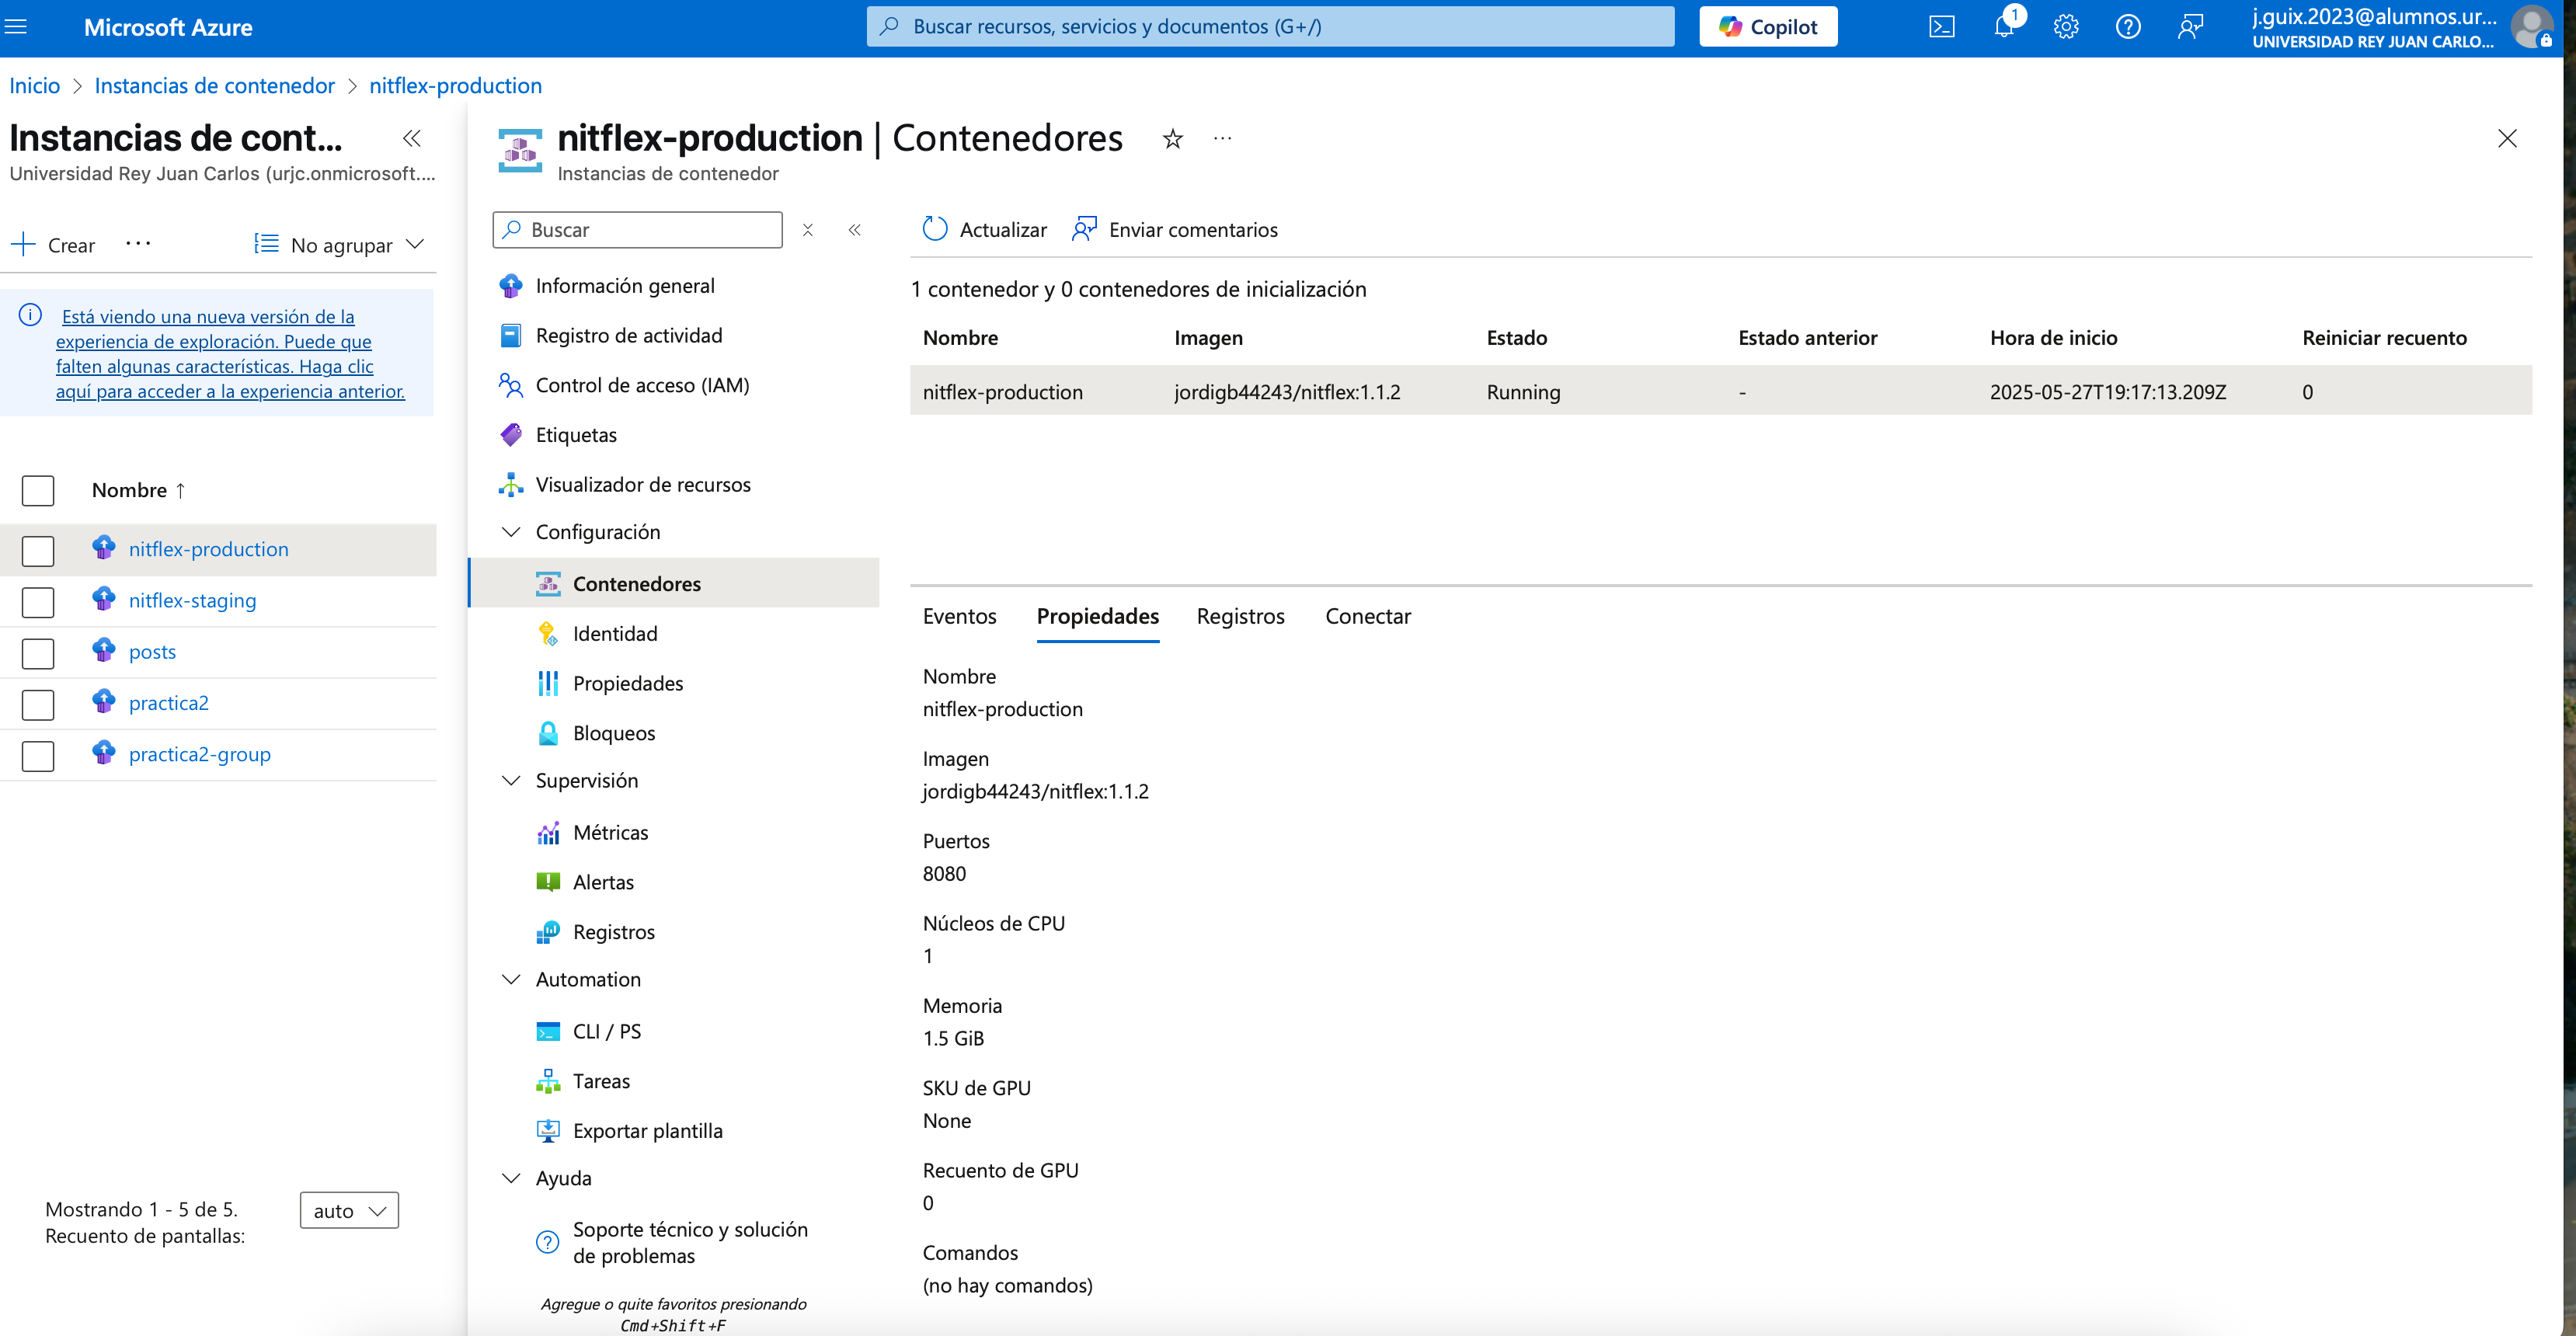 Microsoft Azure
Buscar recursos, servicios y documentos (G+/)
Copilot
1
j.guix.2023@alumnos.ur...
UNIVERSIDAD REY JUAN CARLO...
Inicio > Instancias de contenedor > nitflex-production
Instancias de cont...
Universidad Rey Juan Carlos (urjc.onmicrosoft....
Crear
No agrupar
Está viendo una nueva versión de la
experiencia de exploración. Puede que
falten algunas características. Haga clic
aquí para acceder a la experiencia anterior.
Nombre ↑
nitflex-production
nitflex-staging
posts
practica2
practica2-group
Mostrando 1 - 5 de 5.
Recuento de pantallas:
auto
nitflex-production | Contenedores
Instancias de contenedor
Buscar
Información general
Registro de actividad
Control de acceso (IAM)
Etiquetas
Visualizador de recursos
Configuración
Contenedores
Identidad
Propiedades
Bloqueos
Supervisión
Métricas
Alertas
Registros
Automation
CLI / PS
Tareas
Exportar plantilla
Ayuda
Soporte técnico y solución
de problemas
Agregue o quite favoritos presionando
Cmd+Shift+F
Actualizar
Enviar comentarios
1 contenedor y 0 contenedores de inicialización
Nombre Imagen Estado Estado anterior Hora de inicio Reiniciar recuento
nitflex-production jordigb44243/nitflex:1.1.2 Running - 2025-05-27T19:17:13.209Z 0
Eventos Propiedades Registros Conectar
Nombre
nitflex-production
Imagen
jordigb44243/nitflex:1.1.2
Puertos
8080
Núcleos de CPU
1
Memoria
1.5 GiB
SKU de GPU
None
Recuento de GPU
0
Comandos
(no hay comandos)